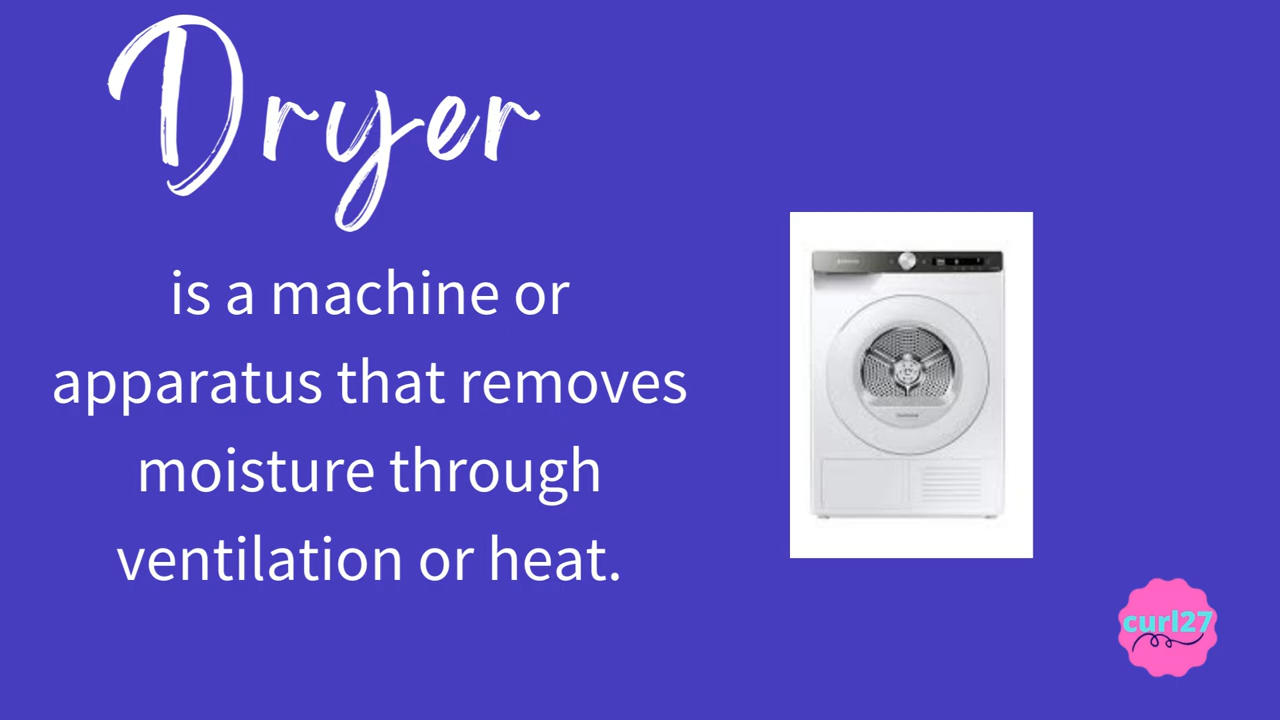 Dryer
is a machine or
apparatus that removes
moisture through
ventilation or heat.
curl27